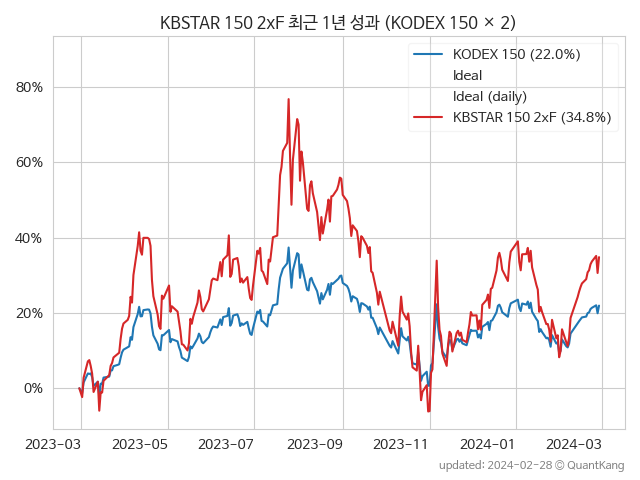 KBSTAR 150 2xF 최근 1년 성과 (KODEX 150 × 2)
KODEX 150 (22.0%)
Ideal
Ideal (daily)
KBSTAR 150 2xF (34.8%)
80%
60%
40%
20%
0%
2023-03 2023-05 2023-07 2023-09 2023-11 2024-01 2024-03
updated: 2024-02-28 © QuantKang